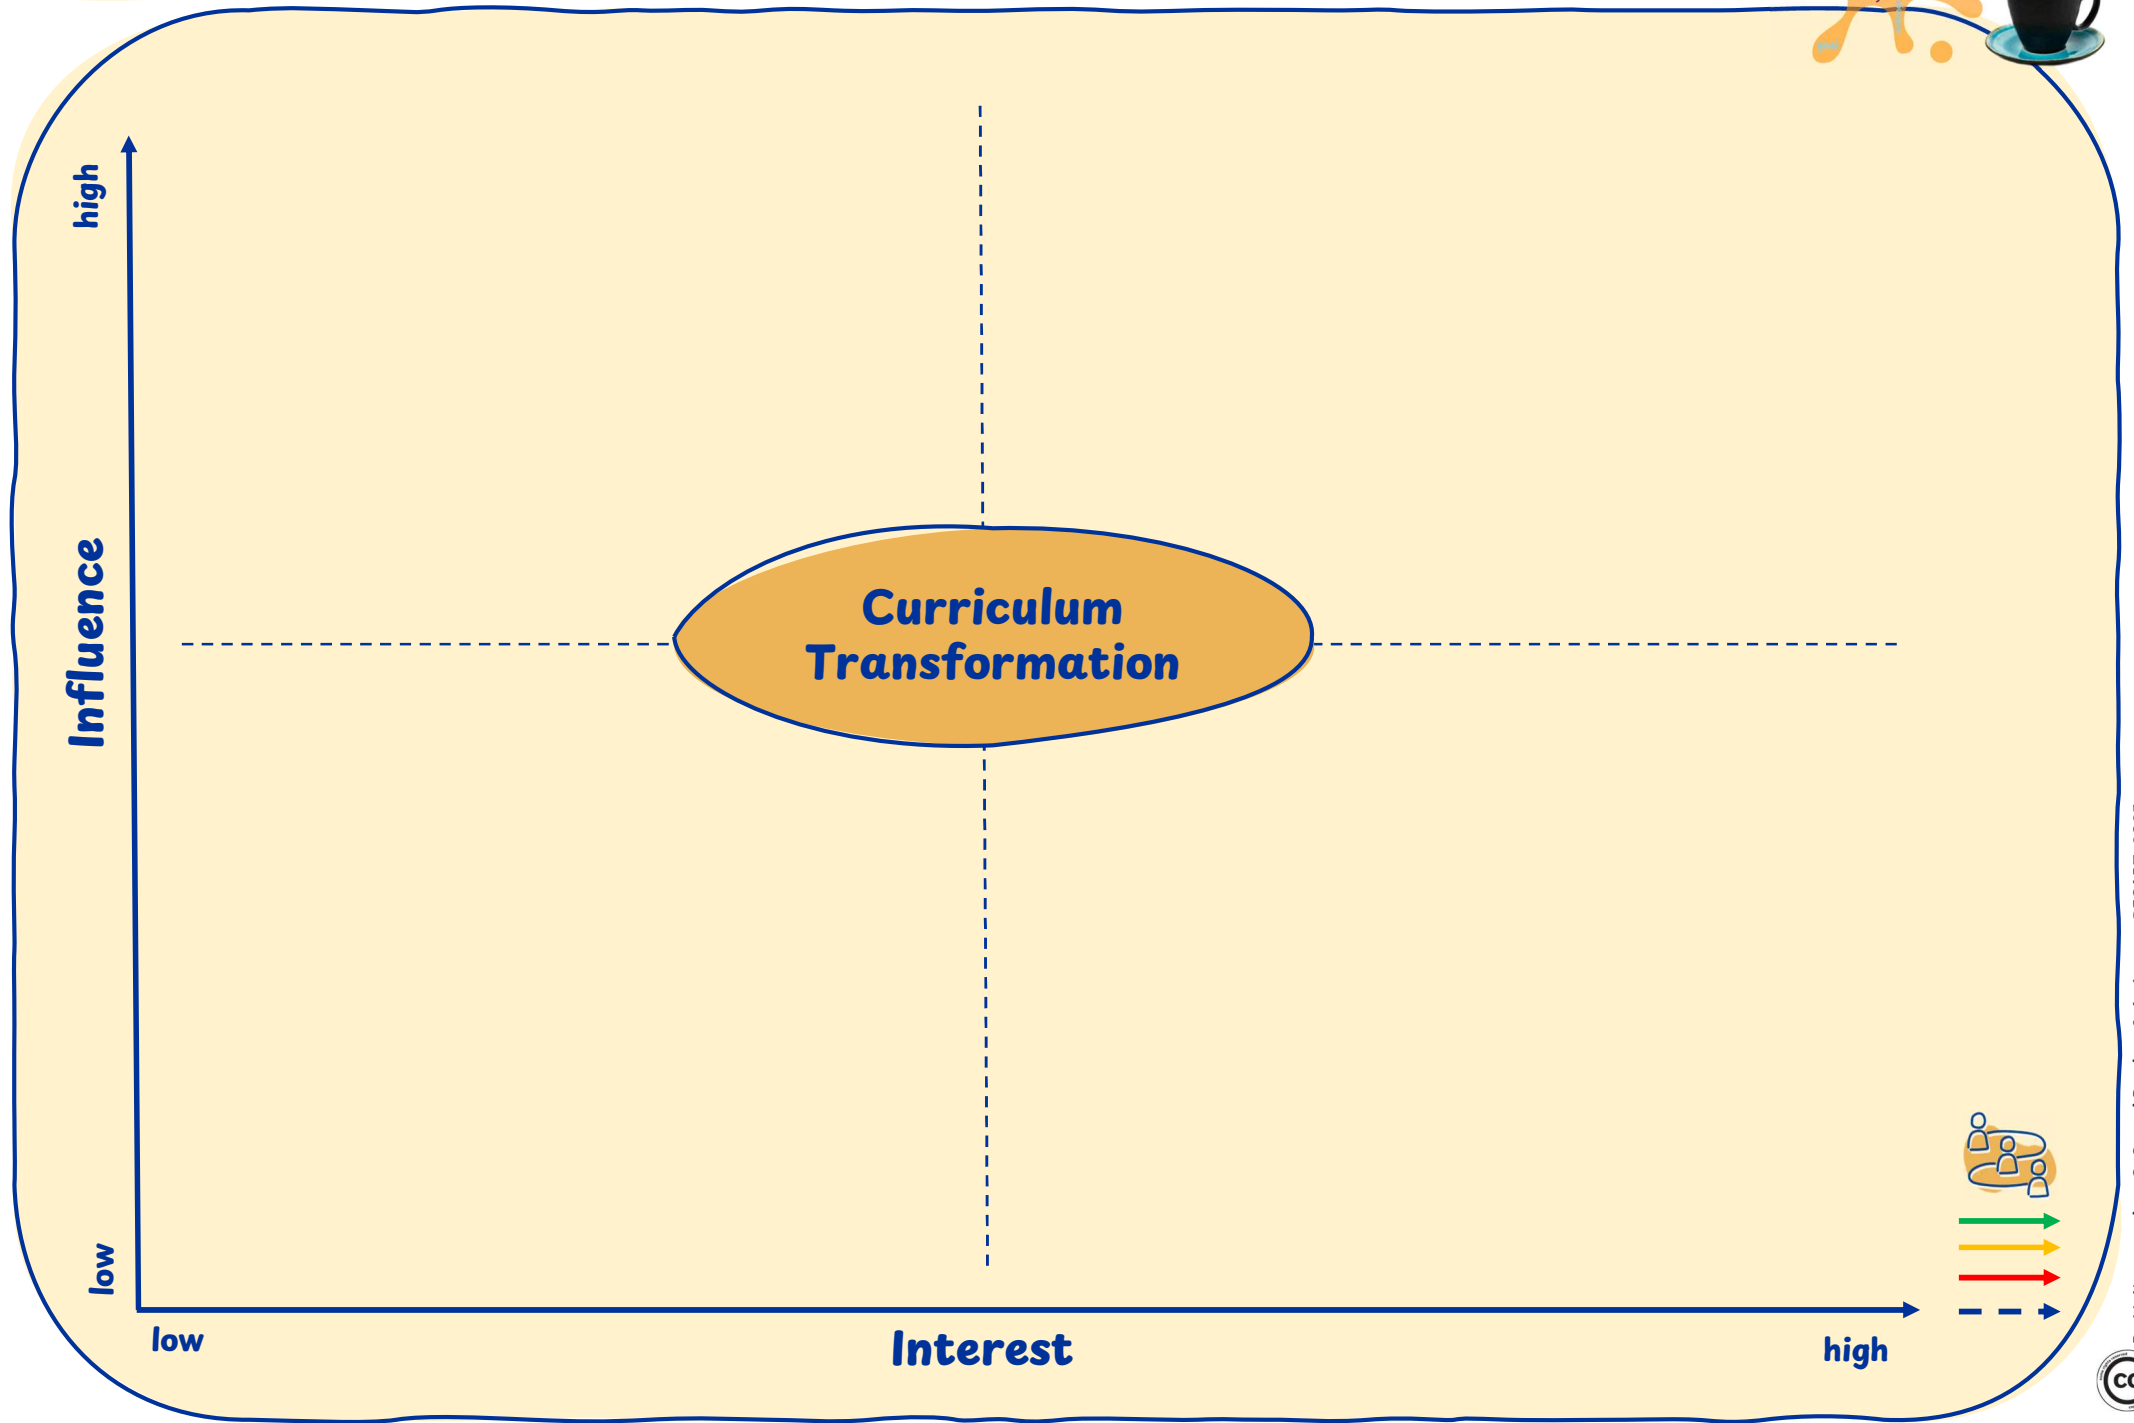 high
Influence
Curriculum
Transformation
low
low
Interest
high